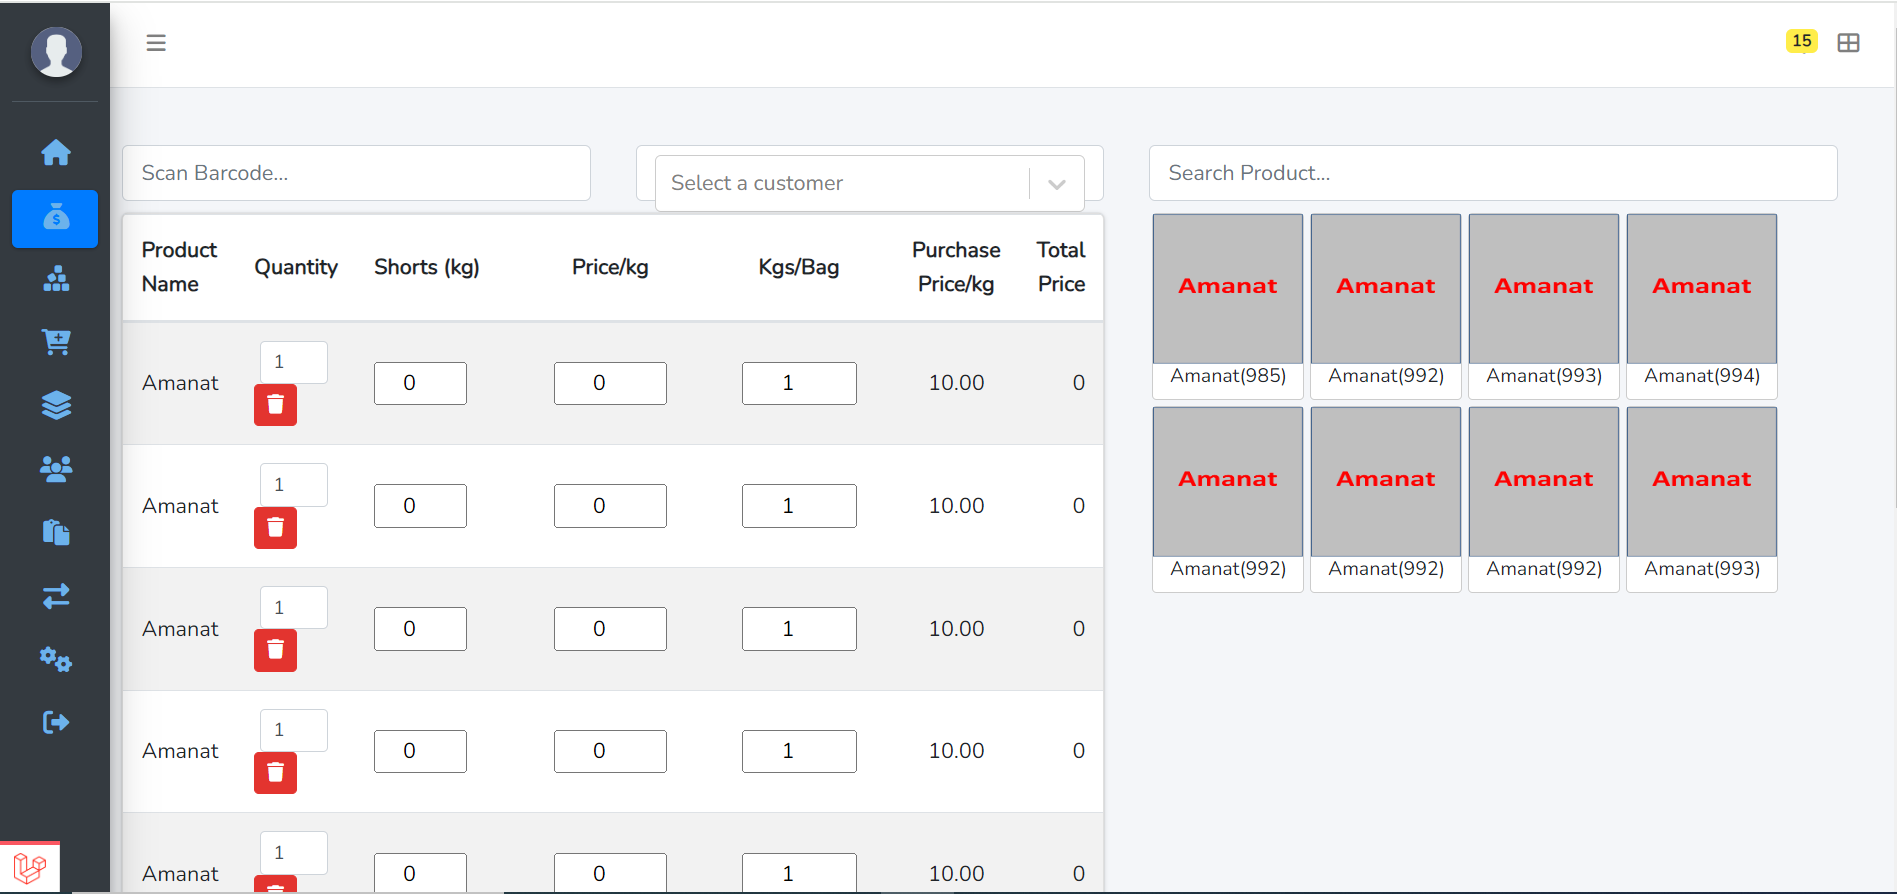 15
Scan Barcode...
Select a customer
Search Product...
Product Name
Quantity
Shorts (kg)
Price/kg
Kgs/Bag
Purchase Price/kg
Total Price
Amanat 1 0 0 1 10.00 0
Amanat 1 0 0 1 10.00 0
Amanat 1 0 0 1 10.00 0
Amanat 1 0 0 1 10.00 0
Amanat 1 0 0 1 10.00 0
Amanat Amanat Amanat Amanat
Amanat(985) Amanat(992) Amanat(993) Amanat(994)
Amanat Amanat Amanat Amanat
Amanat(992) Amanat(992) Amanat(992) Amanat(993)